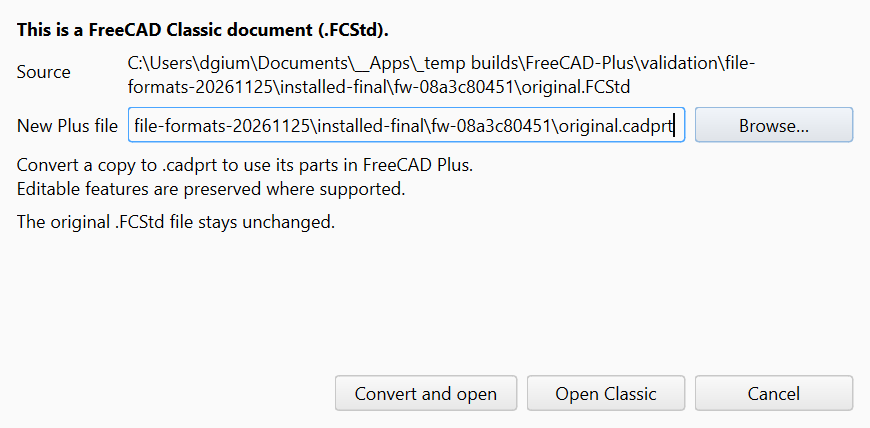 This is a FreeCAD Classic document (.FCStd).
Source
C:\Users\dgium\Documents\__Apps\_temp builds\FreeCAD-Plus\validation\file-
formats-20261125\installed-final\fw-08a3c80451\original.FCStd
New Plus file
file-formats-20261125\installed-final\fw-08a3c80451\original.cadprt
Browse...
Convert a copy to .cadprt to use its parts in FreeCAD Plus.
Editable features are preserved where supported.
The original .FCStd file stays unchanged.
Convert and open
Open Classic
Cancel